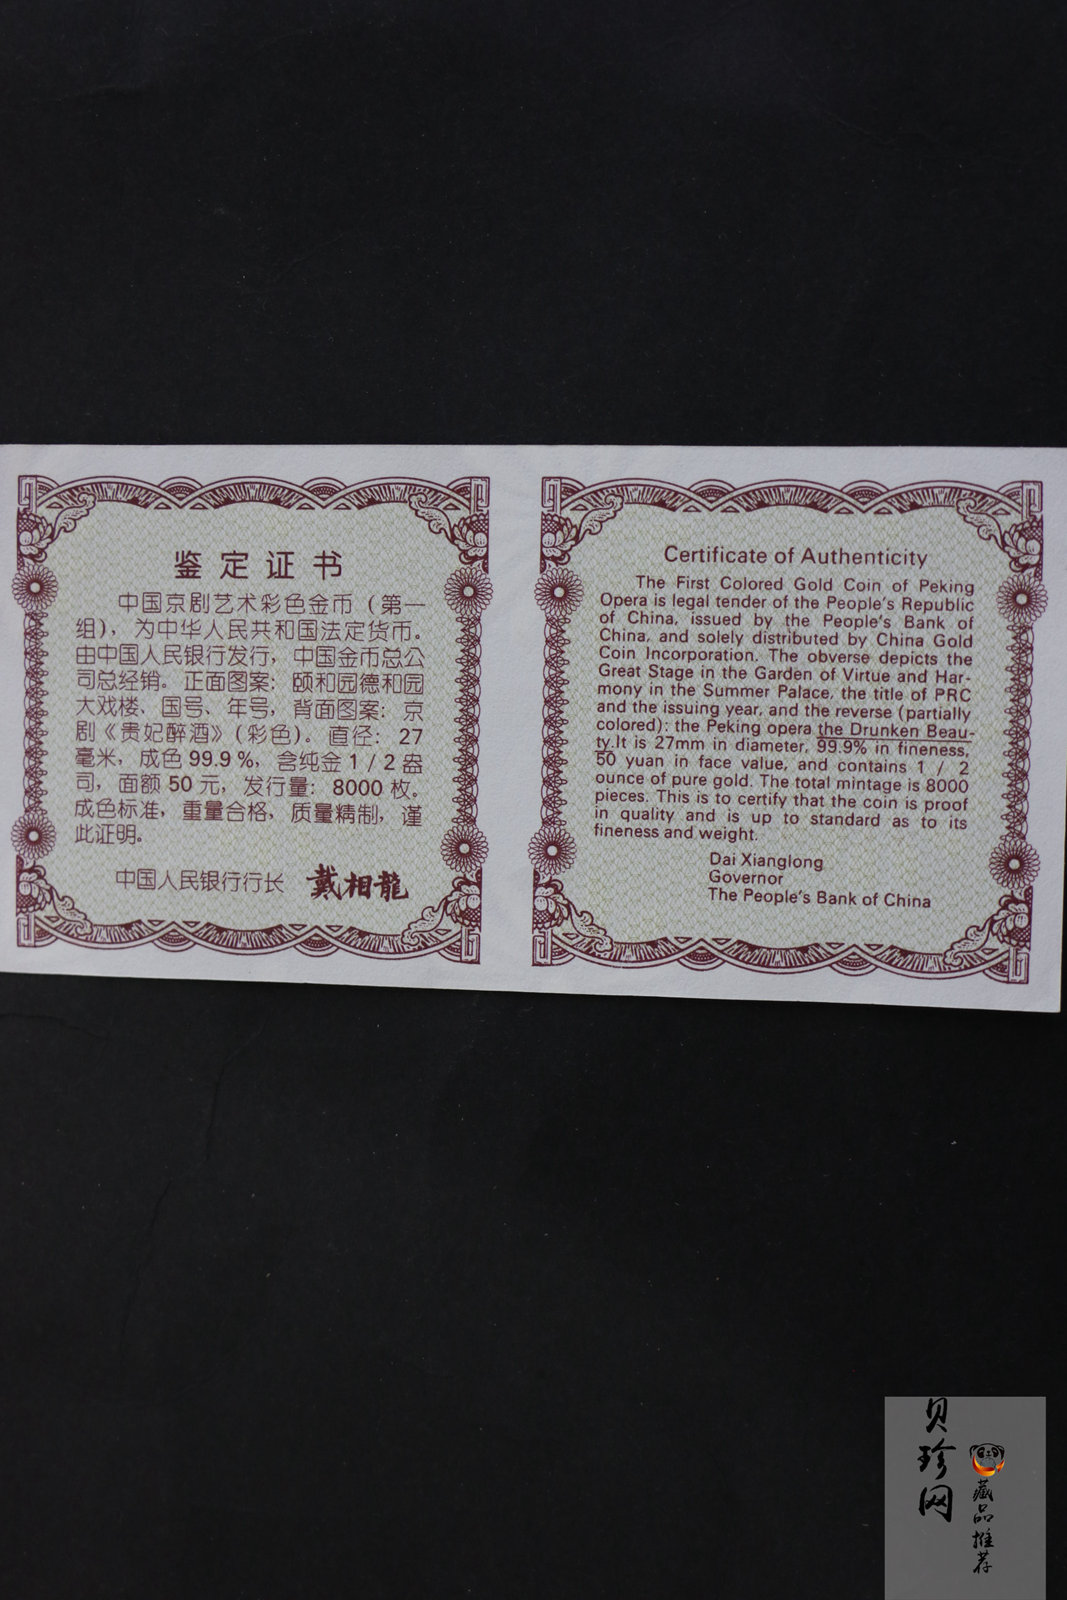 鉴定证书
中国京剧艺术彩色金币（第一
组），为中华人民共和国法定货币。
由中国人民银行发行，中国金币总公
司总经销。正面图案：颐和园德和园
大戏楼、国号、年号，背面图案：京
剧《贵妃醉酒》（彩色）。直径：27
毫米，成色99.9%，含纯金1/2盎
司，面额50元，发行量：8000枚。
成色标准，重量合格，质量精制，谨
此证明。
中国人民银行行长 戴相龍
Certificate of Authenticity
The First Colored Gold Coin of Peking
Opera is legal tender of the People's Republic
of China, issued by the People's Bank of
China, and solely distributed by China Gold
Coin Incorporation. The obverse depicts the
Great Stage in the Garden of Virtue and Har-
mony in the Summer Palace, the title of PRC
and the issuing year, and the reverse (partially
colored): the Peking opera the Drunken Beau-
ty.It is 27mm in diameter, 99.9% in fineness,
50 yuan in face value, and contains 1 / 2
ounce of pure gold. The total mintage is 8000
pieces. This is to certify that the coin is proof
in quality and is up to standard as to its
fineness and weight.
Dai Xianglong
Governor
The People's Bank of China
贝珍网
藏品推荐